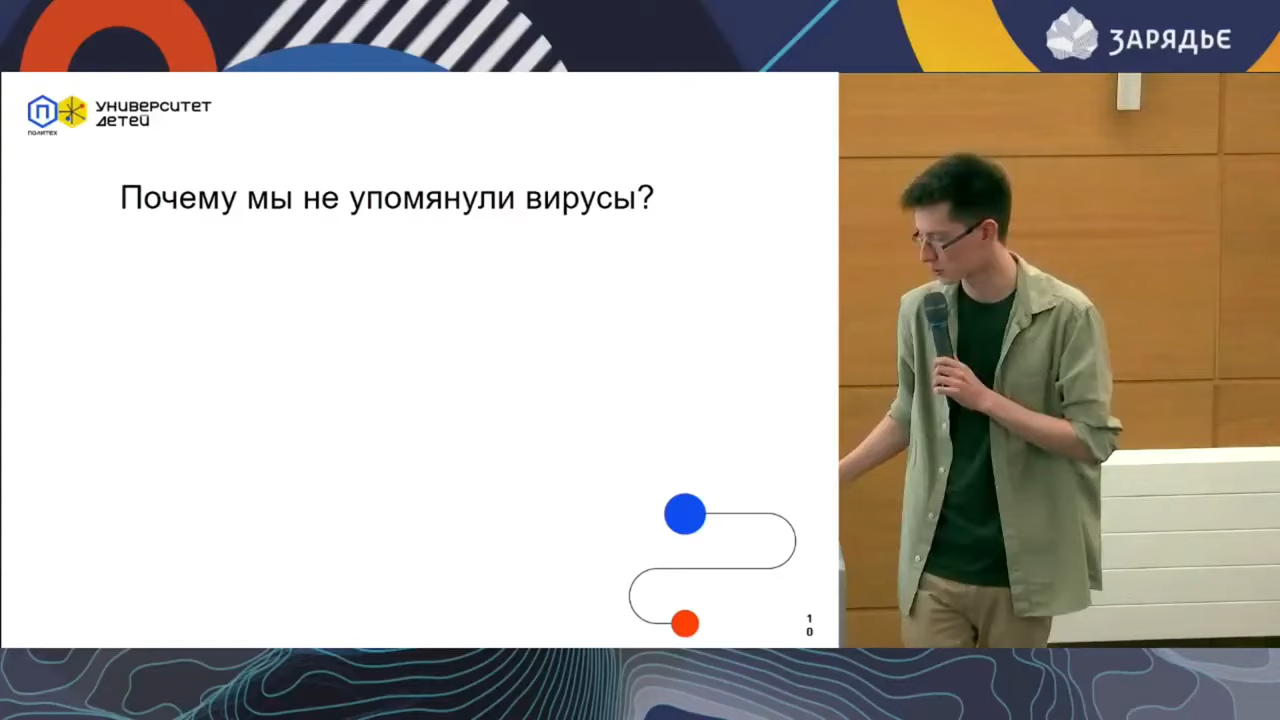 ЗАРЯДЬЕ
УНИВЕРСИТЕТ
ДЕТЕЙ
ПОЛИТЕХ
Почему мы не упомянули вирусы?
1
0